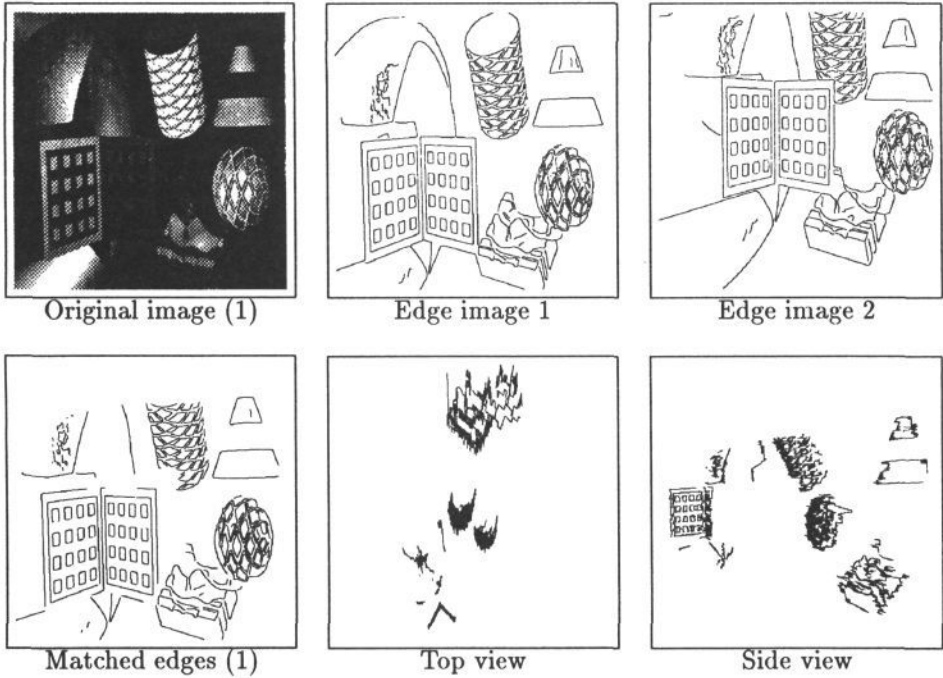 Original image (1)
Edge image 1
Edge image 2
Matched edges (1)
Top view
Side view